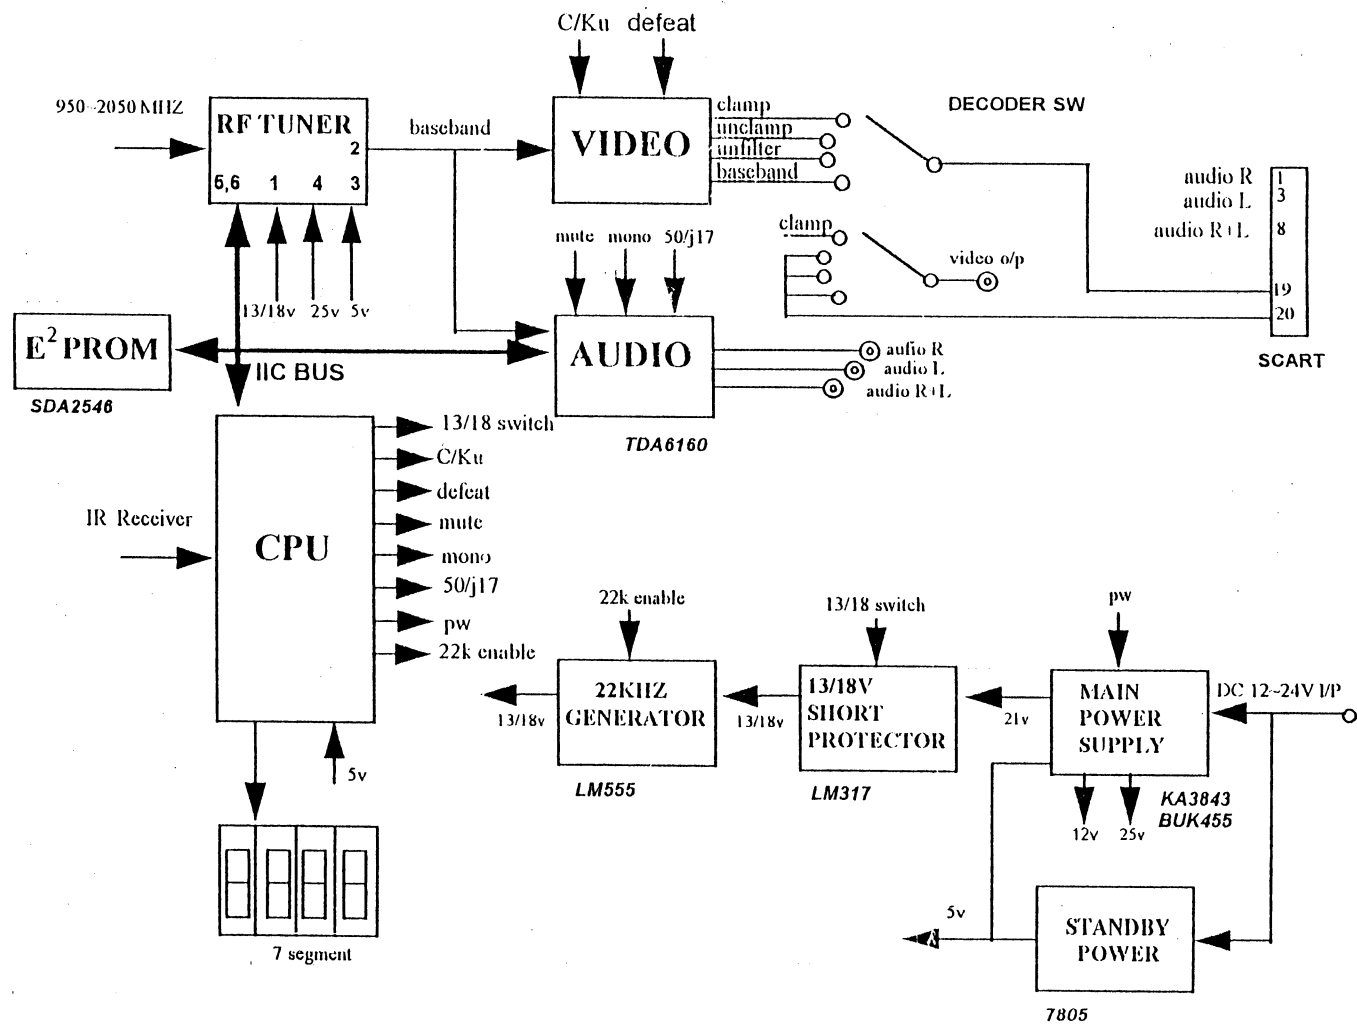 C/Ku defeat
950~2050 MHZ
RF TUNER
2
5,6 1 4 3
baseband
VIDEO
clamp
unclamp
unfilter
baseband
DECODER SW
audio R 1
audio L 3
audio R+L 8
19
20
SCART
clamp
video o/p
mute mono 50/j17
13/18v 25v 5v
E2PROM
SDA2546
IIC BUS
AUDIO
TDA6160
aufio R
audio L
audio R+L
CPU
IR Receiver
13/18 switch
C/Ku
defeat
mute
mono
50/j17
pw
22k enable
5v
7 segment
22k enable
22KHZ
GENERATOR
LM555
13/18v
13/18 switch
13/18V
SHORT
PROTECTOR
LM317
13/18v
pw
MAIN
POWER
SUPPLY
21v
DC 12~24V I/P
KA3843
BUK455
12v 25v
5v
STANDBY
POWER
7805